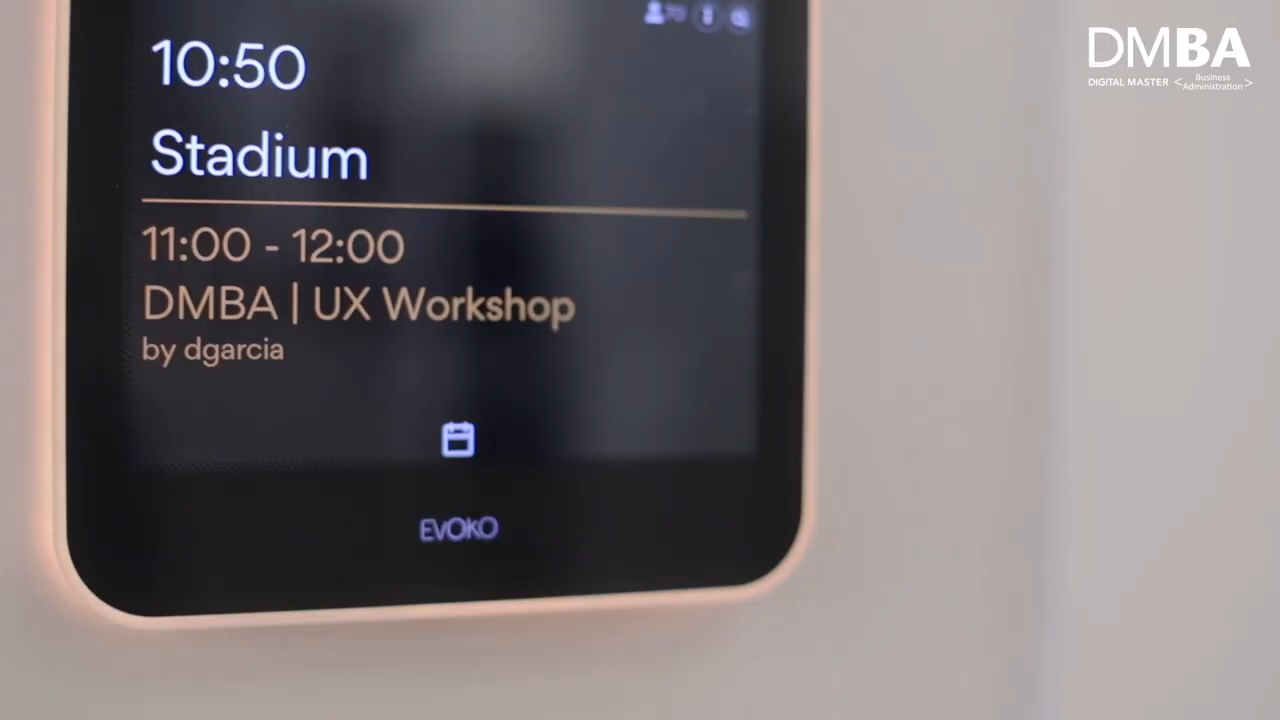 10:50
Stadium
11:00 - 12:00
DMBA | UX Workshop
by dgarcia
EVOKO
DMBA
DIGITAL MASTER <Business Administration>